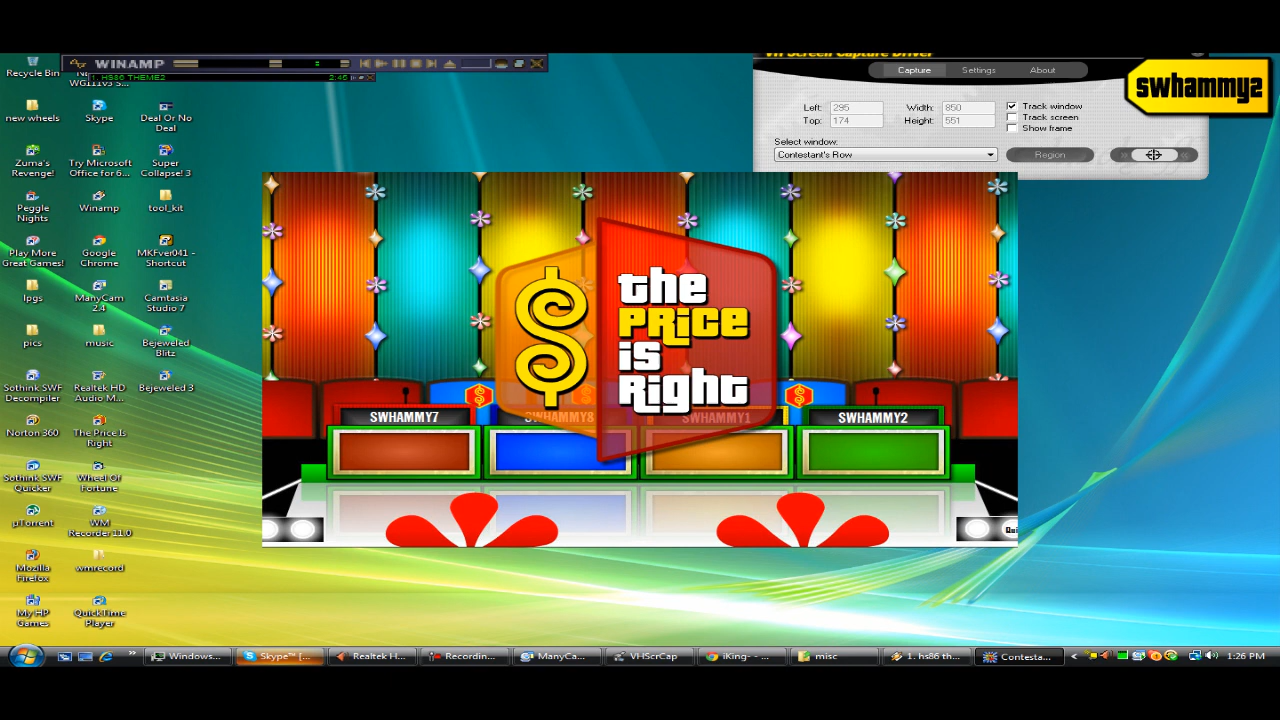 VH Screen Capture Driver
WINAMP
1. HS86 THEME2
2:46
Capture
Settings
About
swhammy2
Left:
295
Width:
850
Top:
174
Height:
551
Track window
Track screen
Show frame
Select window:
Contestant's Row
Region
Recycle Bin
WG111v3 S...
new wheels
Skype
Deal Or No
Deal
Zuma's
Revenge!
Try Microsoft
Office for 6...
Super
Collapse! 3
Peggle
Nights
Winamp
tool_kit
Play More
Great Games!
Google
Chrome
MKFver041 -
Shortcut
lpgs
ManyCam
2.4
Camtasia
Studio 7
pics
music
Bejeweled
Blitz
Sothink SWF
Decompiler
Realtek HD
Audio M...
Bejeweled 3
Norton 360
The Price Is
Right
Sothink SWF
Quicker
Wheel Of
Fortune
µTorrent
WM
Recorder 11.0
Mozilla
Firefox
wmrecord
My HP
Games
QuickTime
Player
the
PRice
is
Right
SWHAMMY7
SWHAMMY8
SWHAMMY1
SWHAMMY2
Windows...
Skype™ [...
Realtek H...
Recordin...
ManyCa...
VHScrCap
iKing- - ...
misc
1. hs86 th...
Contesta...
1:26 PM